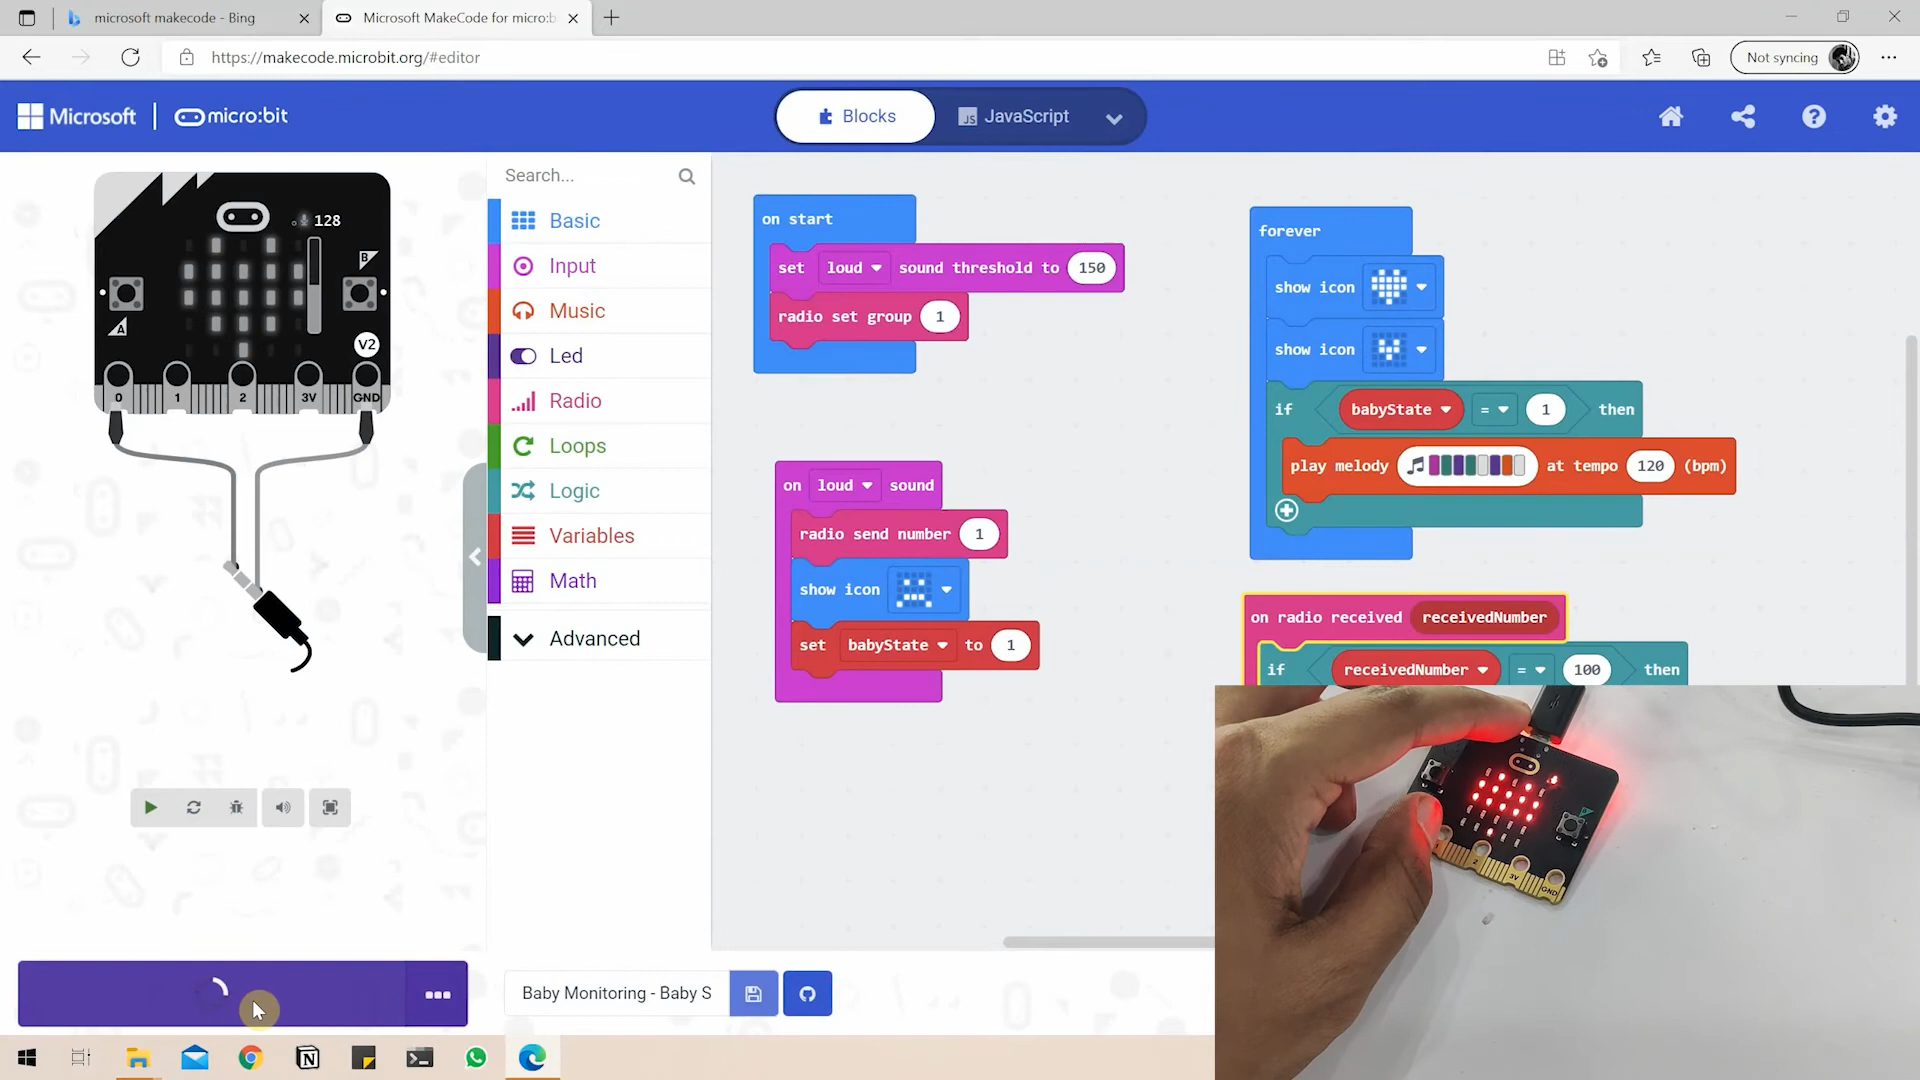 microsoft makecode - Bing
Microsoft MakeCode for micro:b
https://makecode.microbit.org/#editor
Not syncing
Microsoft
micro:bit
Blocks
JS JavaScript
128
B
A
V2
0 1 2 3V GND
Search...
Basic
Input
Music
Led
Radio
Loops
Logic
Variables
Math
Advanced
on start
set loud sound threshold to 150
radio set group 1
on loud sound
radio send number 1
show icon
set babyState to 1
forever
show icon
show icon
if babyState = 1 then
play melody at tempo 120 (bpm)
on radio received receivedNumber
if receivedNumber = 100 then
2 3V GND
Baby Monitoring - Baby S